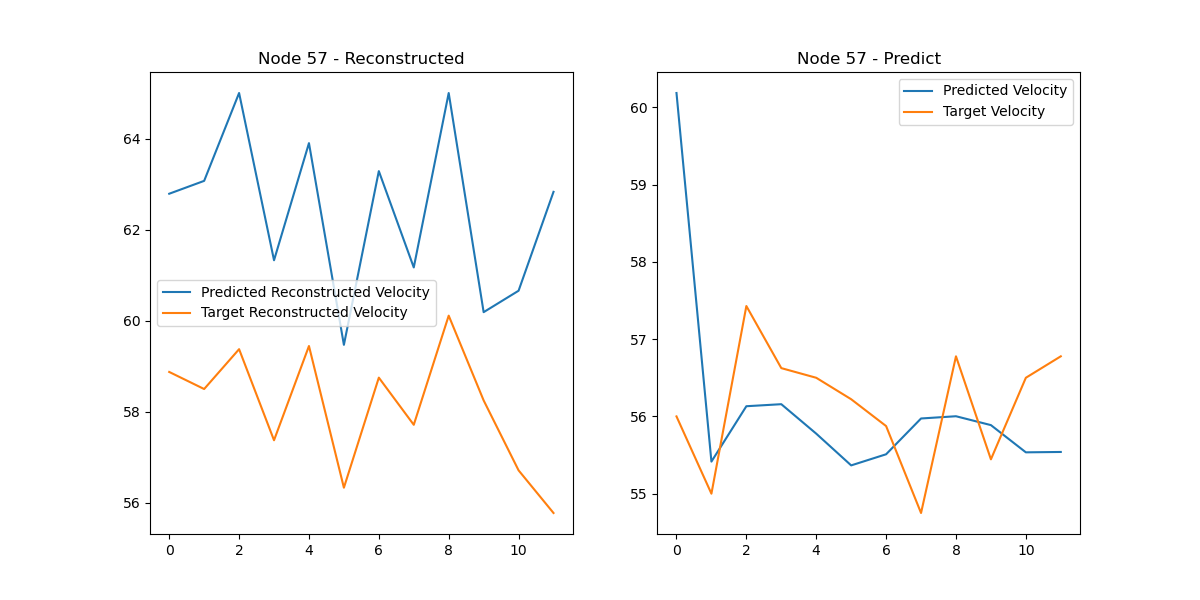 Node 57 - Reconstructed
64
62
60
58
56
Predicted Reconstructed Velocity
Target Reconstructed Velocity
0 2 4 6 8 10
Node 57 - Predict
60
59
58
57
56
55
Predicted Velocity
Target Velocity
0 2 4 6 8 10